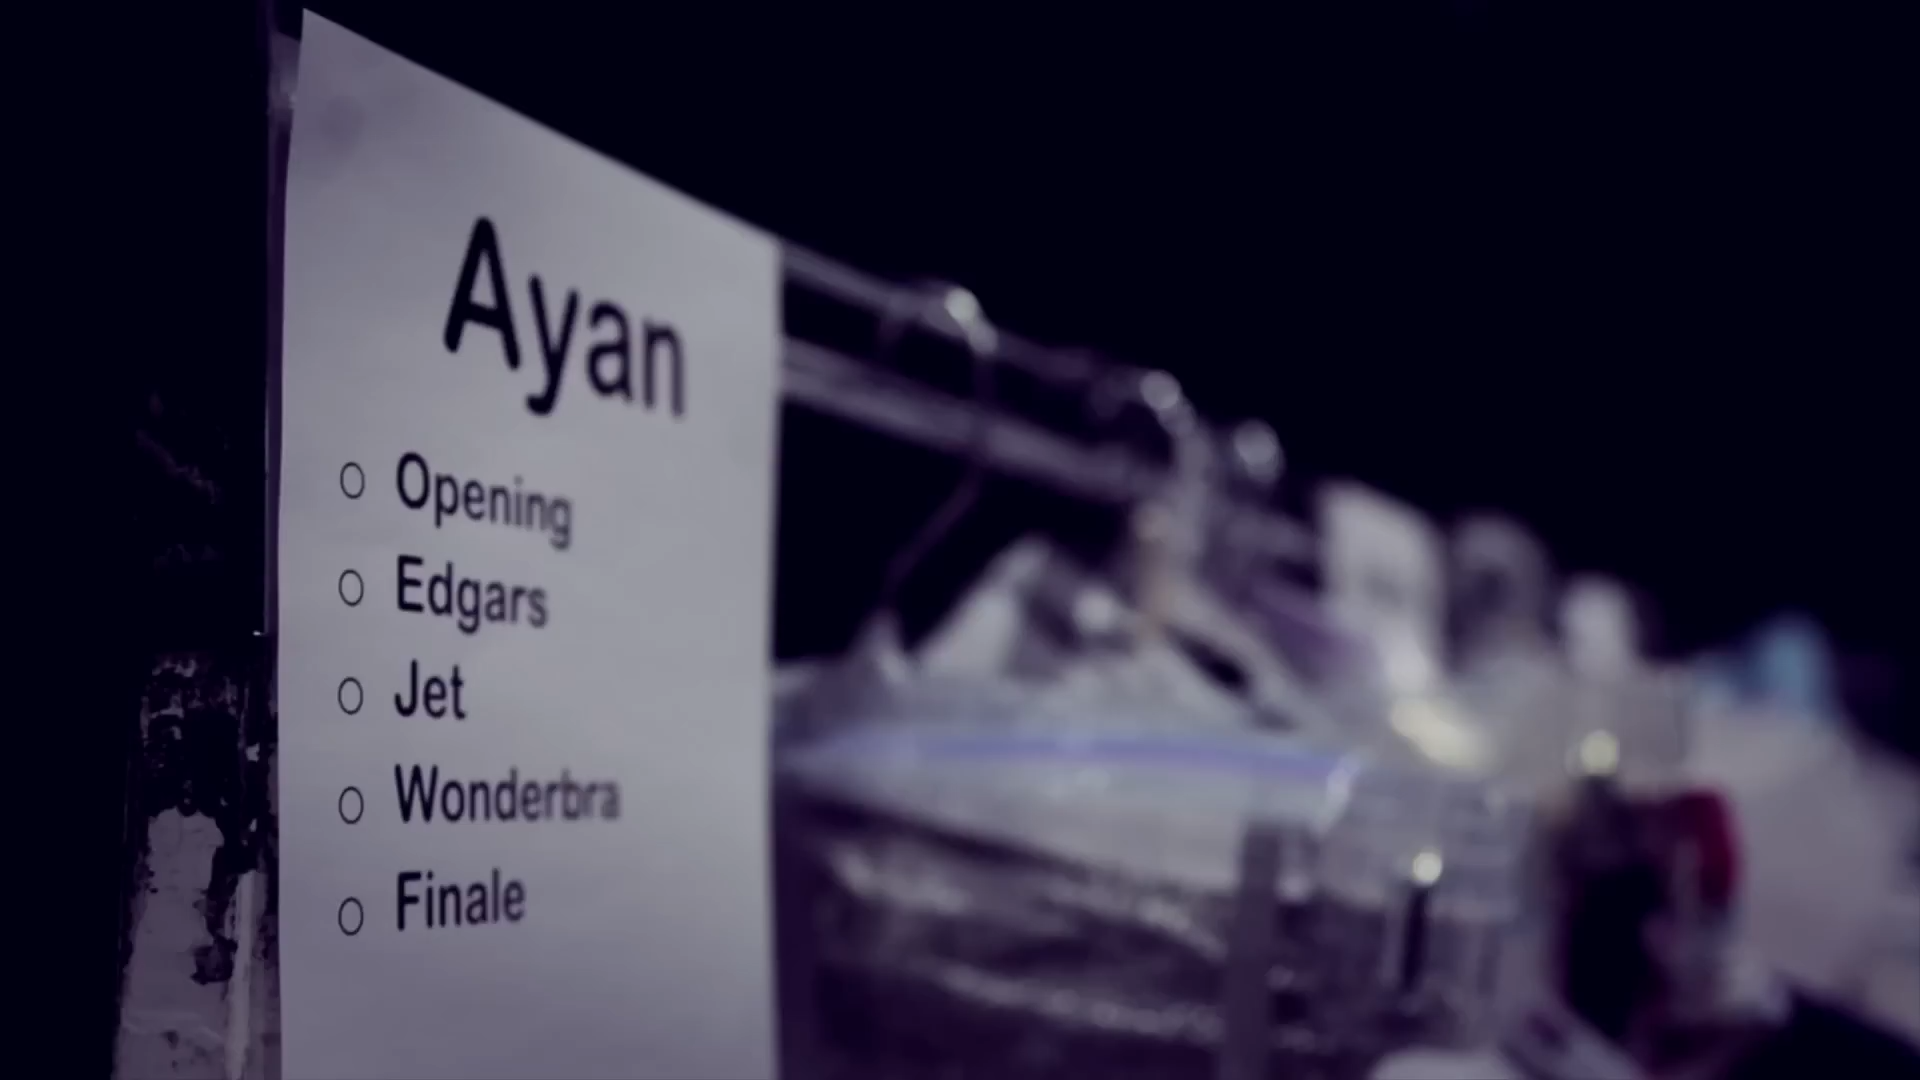 Ayan
○ Opening
○ Edgars
○ Jet
○ Wonderbra
○ Finale